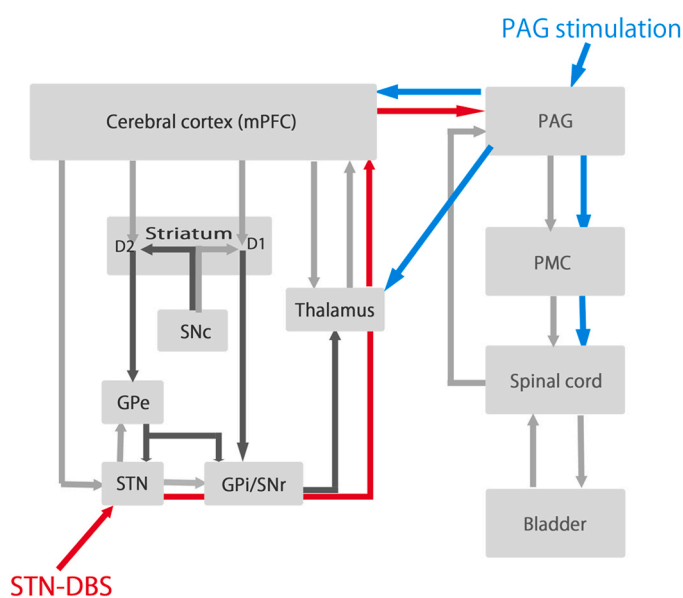 PAG stimulation
Cerebral cortex (mPFC)
PAG
Striatum
D2
D1
PMC
Thalamus
SNc
Spinal cord
GPe
STN
GPi/SNr
Bladder
STN-DBS